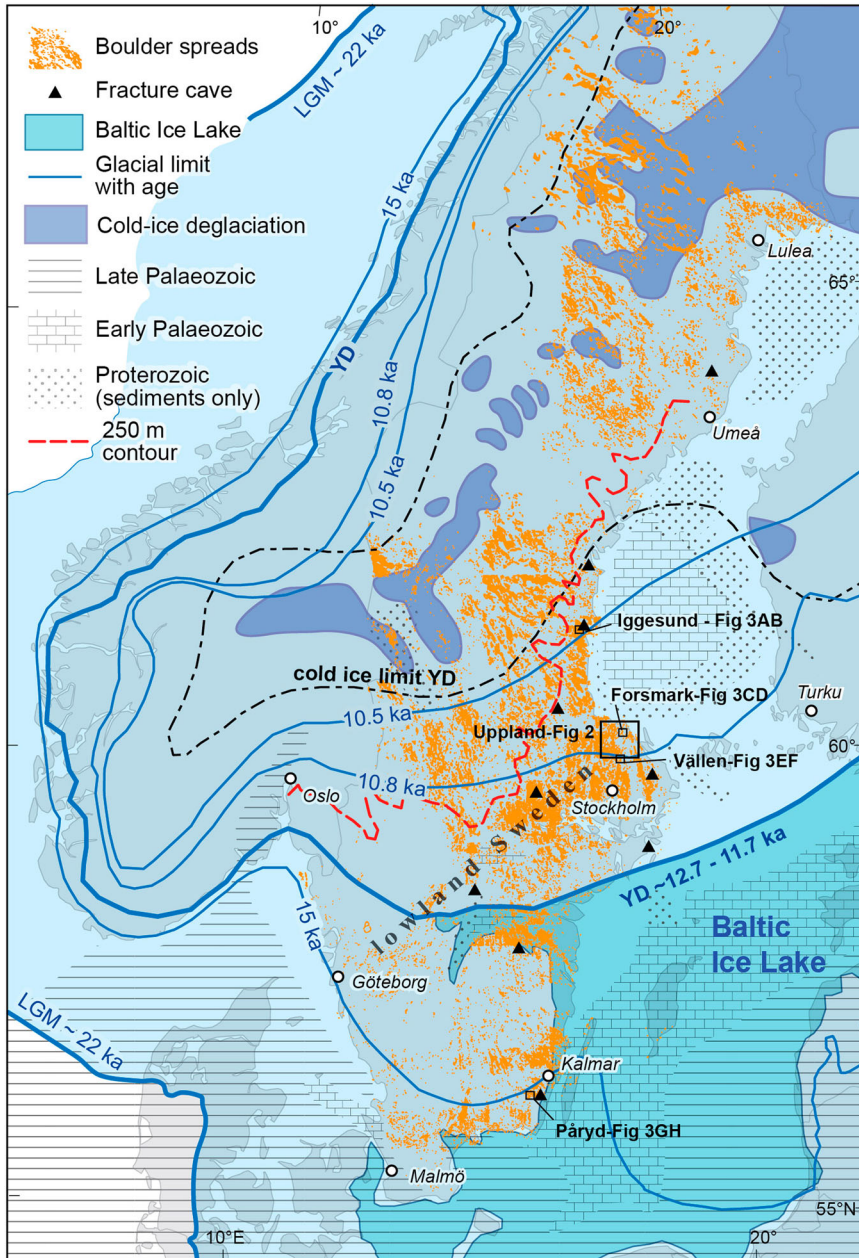 10°
20°
Boulder spreads
Fracture cave
Baltic Ice Lake
Glacial limit
with age
Cold-ice deglaciation
Late Palaeozoic
Early Palaeozoic
Proterozoic
(sediments only)
250 m
contour
LGM ~ 22 ka
15 ka
YD
10.8 ka
10.5 ka
Lulea
65°
Umeå
Iggesund - Fig 3AB
cold ice limit YD
Forsmark-Fig 3CD
Turku
10.5 ka
Uppland-Fig 2
60°
Vällen-Fig 3EF
10.8 ka
Oslo
Stockholm
lowland Sweden
YD ~12.7 - 11.7 ka
15 ka
Baltic
Ice Lake
Göteborg
LGM ~ 22 ka
Kalmar
Påryd-Fig 3GH
Malmö
55°N
10°E
20°